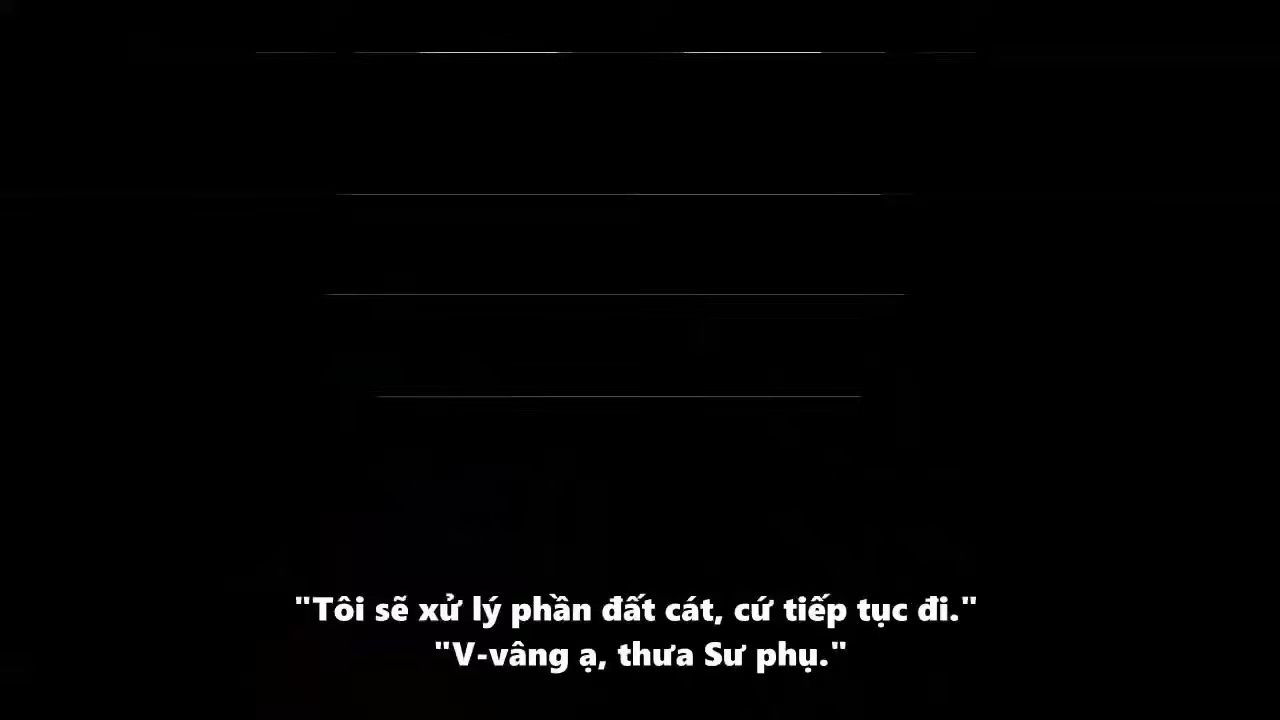 "Tôi sẽ xử lý phần đất cát, cứ tiếp tục đi."
"V-vâng ạ, thưa Sư phụ."